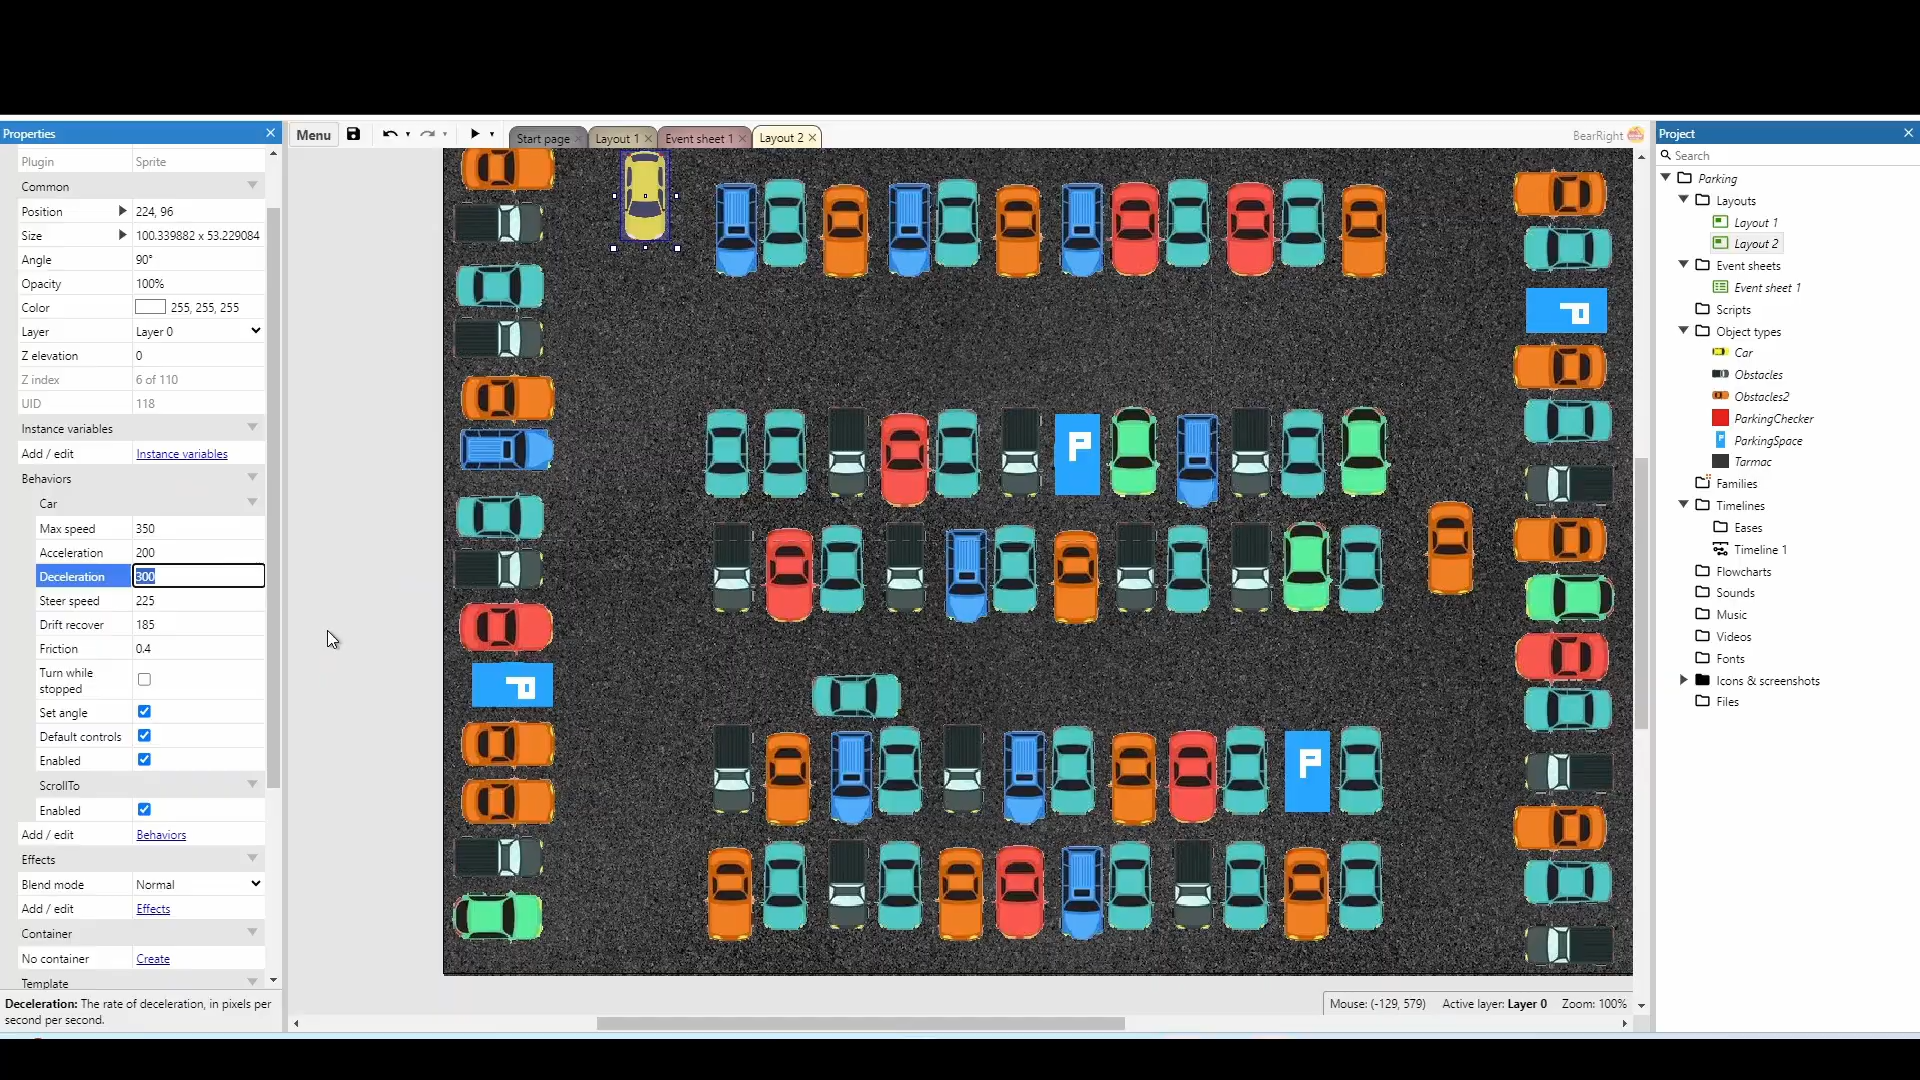 Properties
Plugin Sprite
Common
Position 224, 96
Size 100.339882 x 53.229084
Angle 90°
Opacity 100%
Color 255, 255, 255
Layer Layer 0
Z elevation 0
Z index 6 of 110
UID 118
Instance variables
Add / edit Instance variables
Behaviors
Car
Max speed 350
Acceleration 200
Deceleration 300
Steer speed 225
Drift recover 185
Friction 0.4
Turn while
stopped
Set angle
Default controls
Enabled
ScrollTo
Enabled
Add / edit Behaviors
Effects
Blend mode Normal
Add / edit Effects
Container
No container Create
Template
Deceleration: The rate of deceleration, in pixels per
second per second.
Menu
Start page Layout 1 Event sheet 1 Layout 2
BearRight
P
P
P
P
Mouse: (-129, 579) Active layer: Layer 0 Zoom: 100%
Project
Search
Parking
Layouts
Layout 1
Layout 2
Event sheets
Event sheet 1
Scripts
Object types
Car
Obstacles
Obstacles2
ParkingChecker
ParkingSpace
Tarmac
Families
Timelines
Eases
Timeline 1
Flowcharts
Sounds
Music
Videos
Fonts
Icons & screenshots
Files